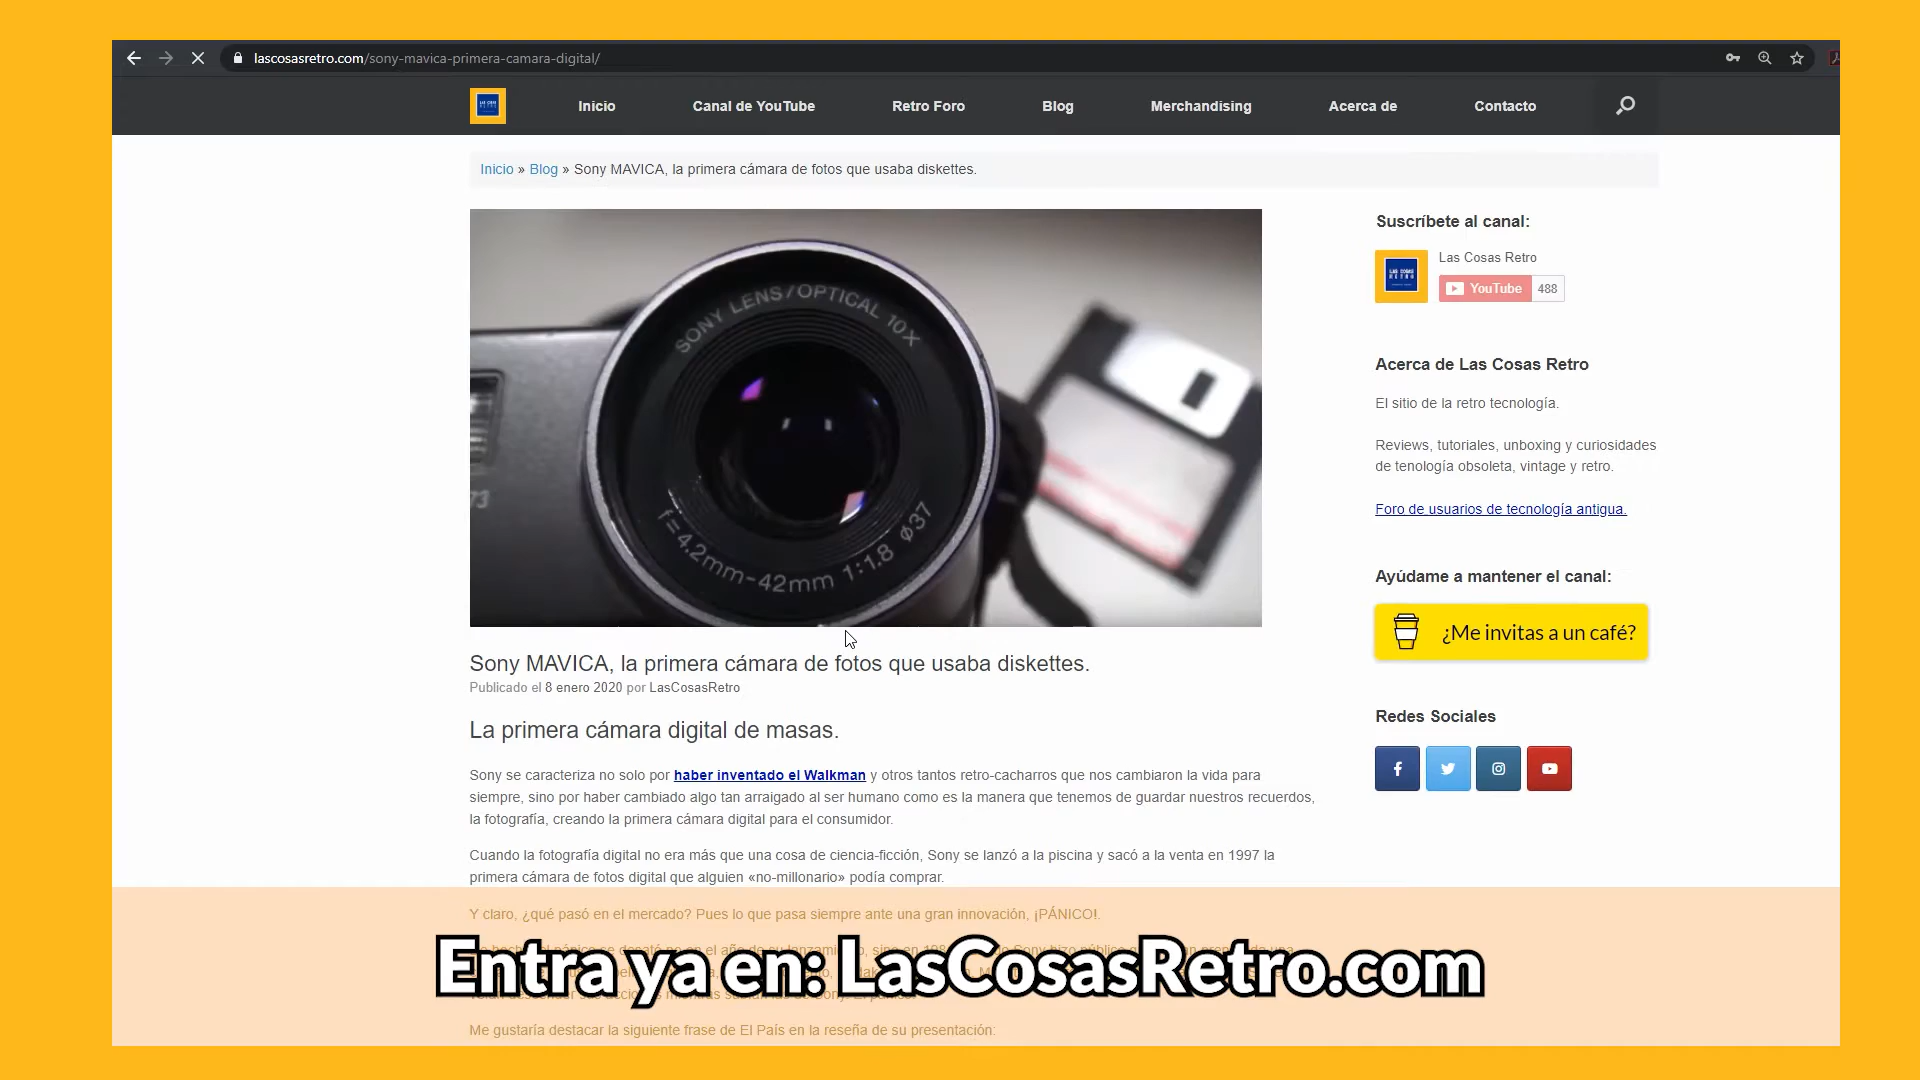 lascosasretro.com/sony-mavica-primera-camara-digital/
LAS COSAS
RETRO
Inicio
Canal de YouTube
Retro Foro
Blog
Merchandising
Acerca de
Contacto
Inicio » Blog » Sony MAVICA, la primera cámara de fotos que usaba diskettes.
SONY LENS/OPTICAL 10X
f=4.2mm-42mm 1:1.8 ø37
73
Sony MAVICA, la primera cámara de fotos que usaba diskettes.
Publicado el 8 enero 2020 por LasCosasRetro
La primera cámara digital de masas.
Sony se caracteriza no solo por haber inventado el Walkman y otros tantos retro-cacharros que nos cambiaron la vida para
siempre, sino por haber cambiado algo tan arraigado al ser humano como es la manera que tenemos de guardar nuestros recuerdos,
la fotografía, creando la primera cámara digital para el consumidor.
Cuando la fotografía digital no era más que una cosa de ciencia-ficción, Sony se lanzó a la piscina y sacó a la venta en 1997 la
primera cámara de fotos digital que alguien «no-millonario» podía comprar.
Y claro, ¿qué pasó en el mercado? Pues lo que pasa siempre ante una gran innovación, ¡PÁNICO!.
Me gustaría destacar la siguiente frase de El País en la reseña de su presentación:
Suscríbete al canal:
LAS COSAS
RETRO
Las Cosas Retro
YouTube 488
Acerca de Las Cosas Retro
El sitio de la retro tecnología.
Reviews, tutoriales, unboxing y curiosidades
de tenología obsoleta, vintage y retro.
Foro de usuarios de tecnología antigua.
Ayúdame a mantener el canal:
¿Me invitas a un café?
Redes Sociales
Entra ya en: LasCosasRetro.com